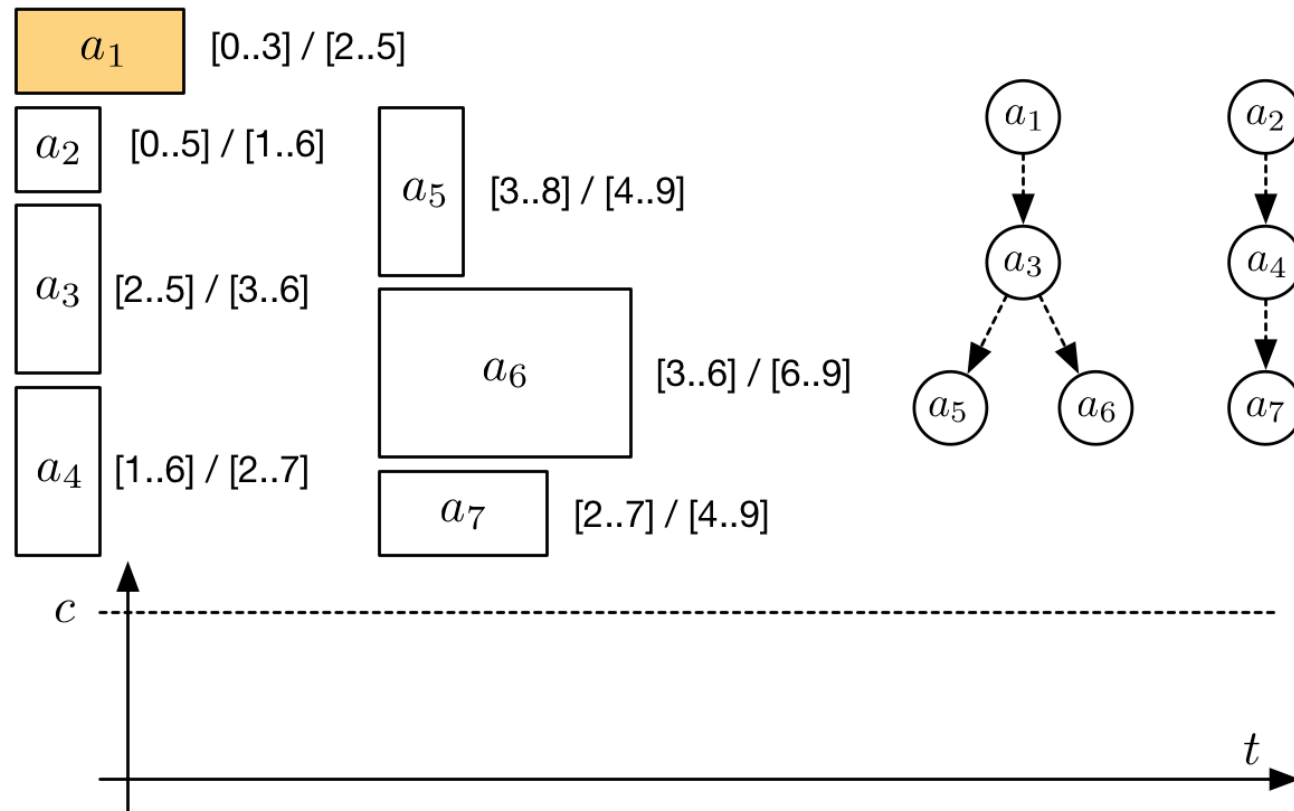 a₁ [0..3] / [2..5]
a₂ [0..5] / [1..6]
a₃ [2..5] / [3..6]
a₄ [1..6] / [2..7]
a₅ [3..8] / [4..9]
a₆ [3..6] / [6..9]
a₇ [2..7] / [4..9]
a₁ a₂
a₃ a₄
a₅ a₆ a₇
c
t